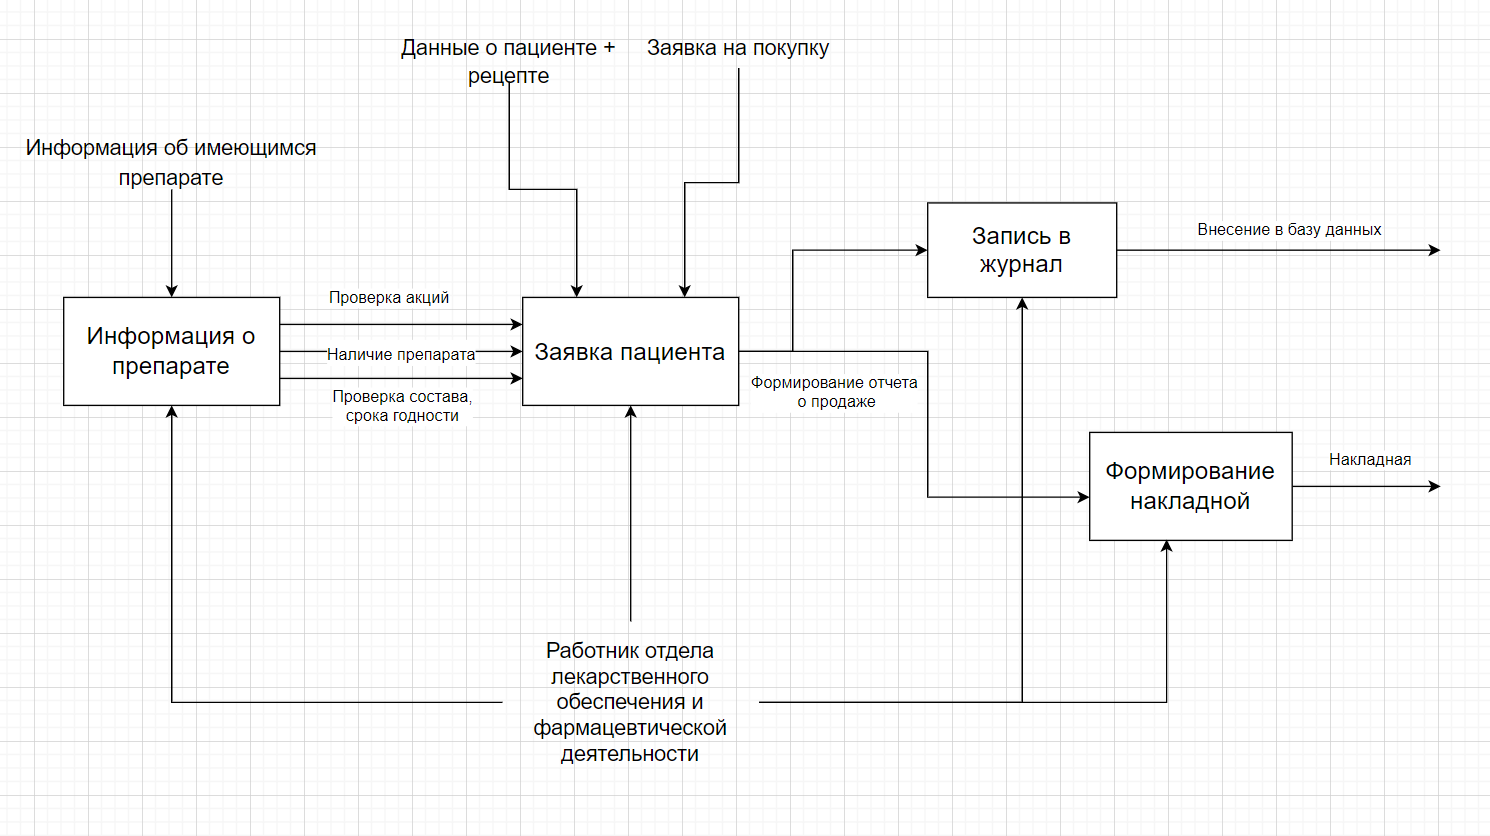 Данные о пациенте +
рецепте
Заявка на покупку
Информация об имеющимся
препарате
Информация о
препарате
Проверка акций
Наличие препарата
Проверка состава,
срока годности
Заявка пациента
Формирование отчета
о продаже
Запись в
журнал
Внесение в базу данных
Формирование
накладной
Накладная
Работник отдела
лекарственного
обеспечения и
фармацевтической
деятельности